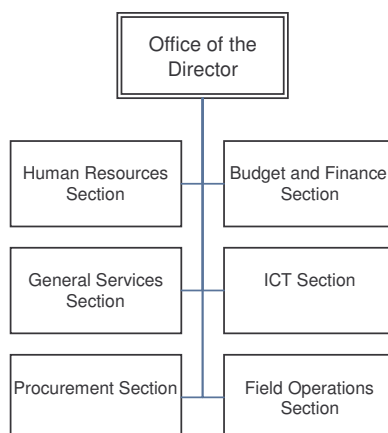 Office of the
Director
Human Resources
Section
Budget and Finance
Section
General Services
Section
ICT Section
Procurement Section
Field Operations
Section